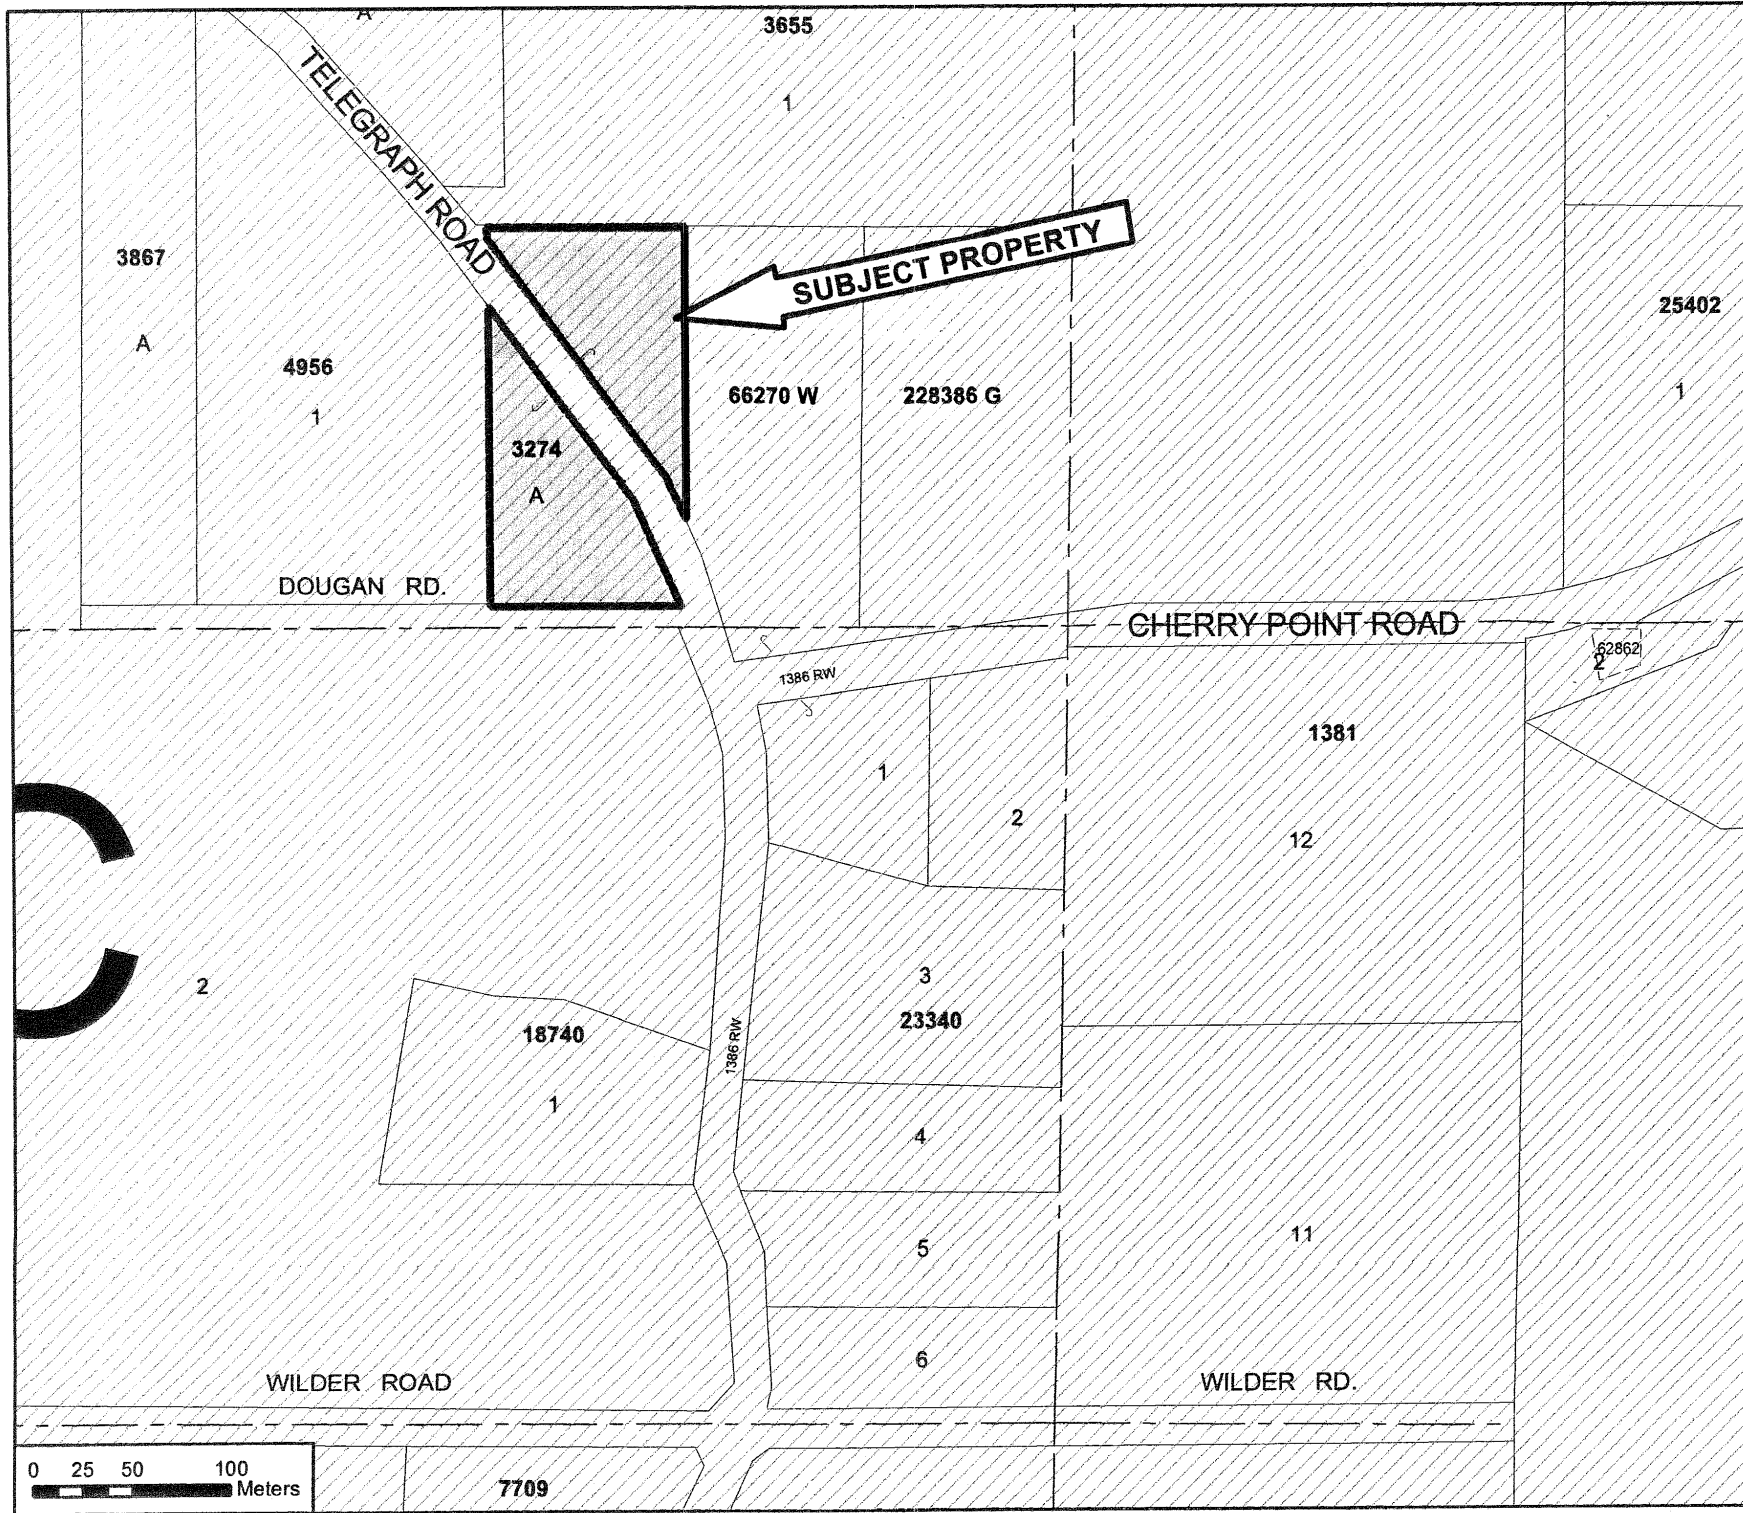 A
3655
1
TELEGRAPH ROAD
SUBJECT PROPERTY
3867
A
4956
1
25402
1
66270 W
228386 G
3274
A
DOUGAN RD.
CHERRY POINT ROAD
62862
2
1386 RW
1381
1
2
12
C
2
3
23340
18740
1
1386 RW
4
5
11
6
WILDER ROAD
WILDER RD.
0 25 50 100
Meters
7709